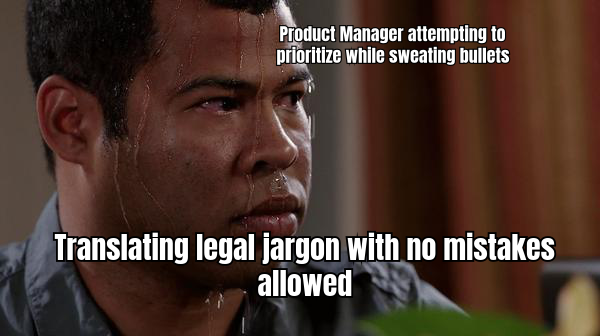 Product Manager attempting to
prioritize while sweating bullets
Translating legal jargon with no mistakes
allowed